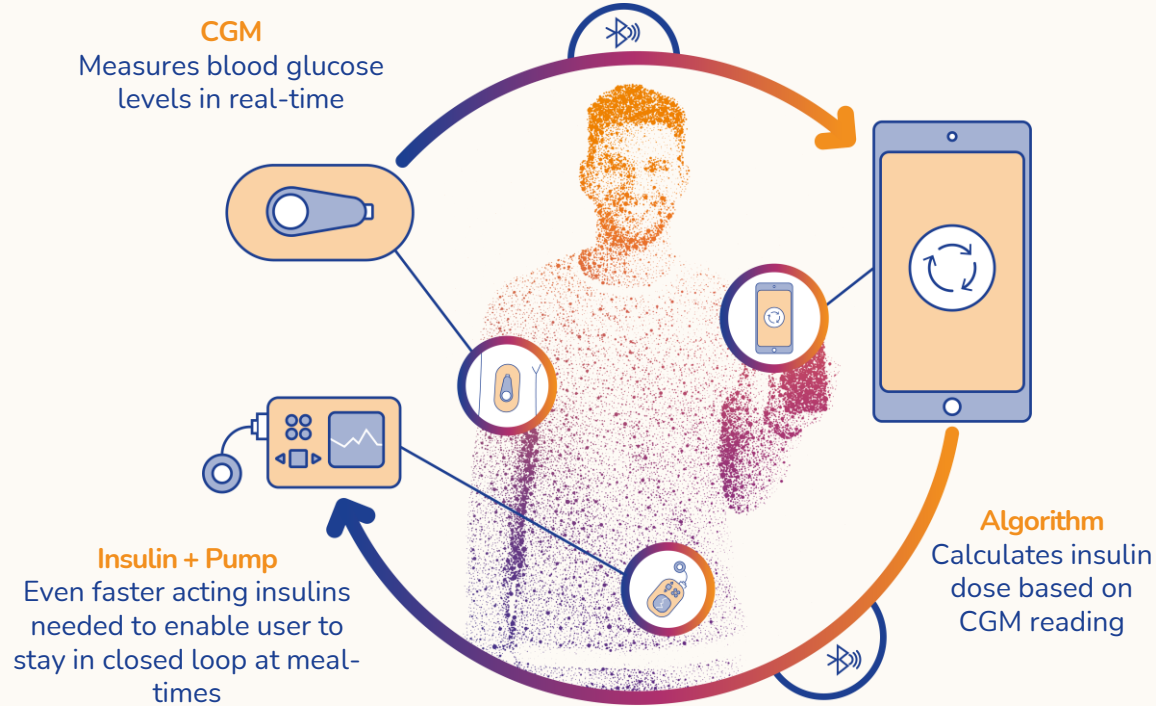 CGM
Measures blood glucose
levels in real-time
Algorithm
Calculates insulin
dose based on
CGM reading
Insulin + Pump
Even faster acting insulins
needed to enable user to
stay in closed loop at meal-
times